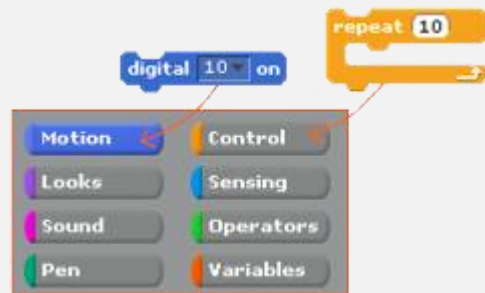 repeat 10
digital 10 on
Motion Control
Looks Sensing
Sound Operators
Pen Variables